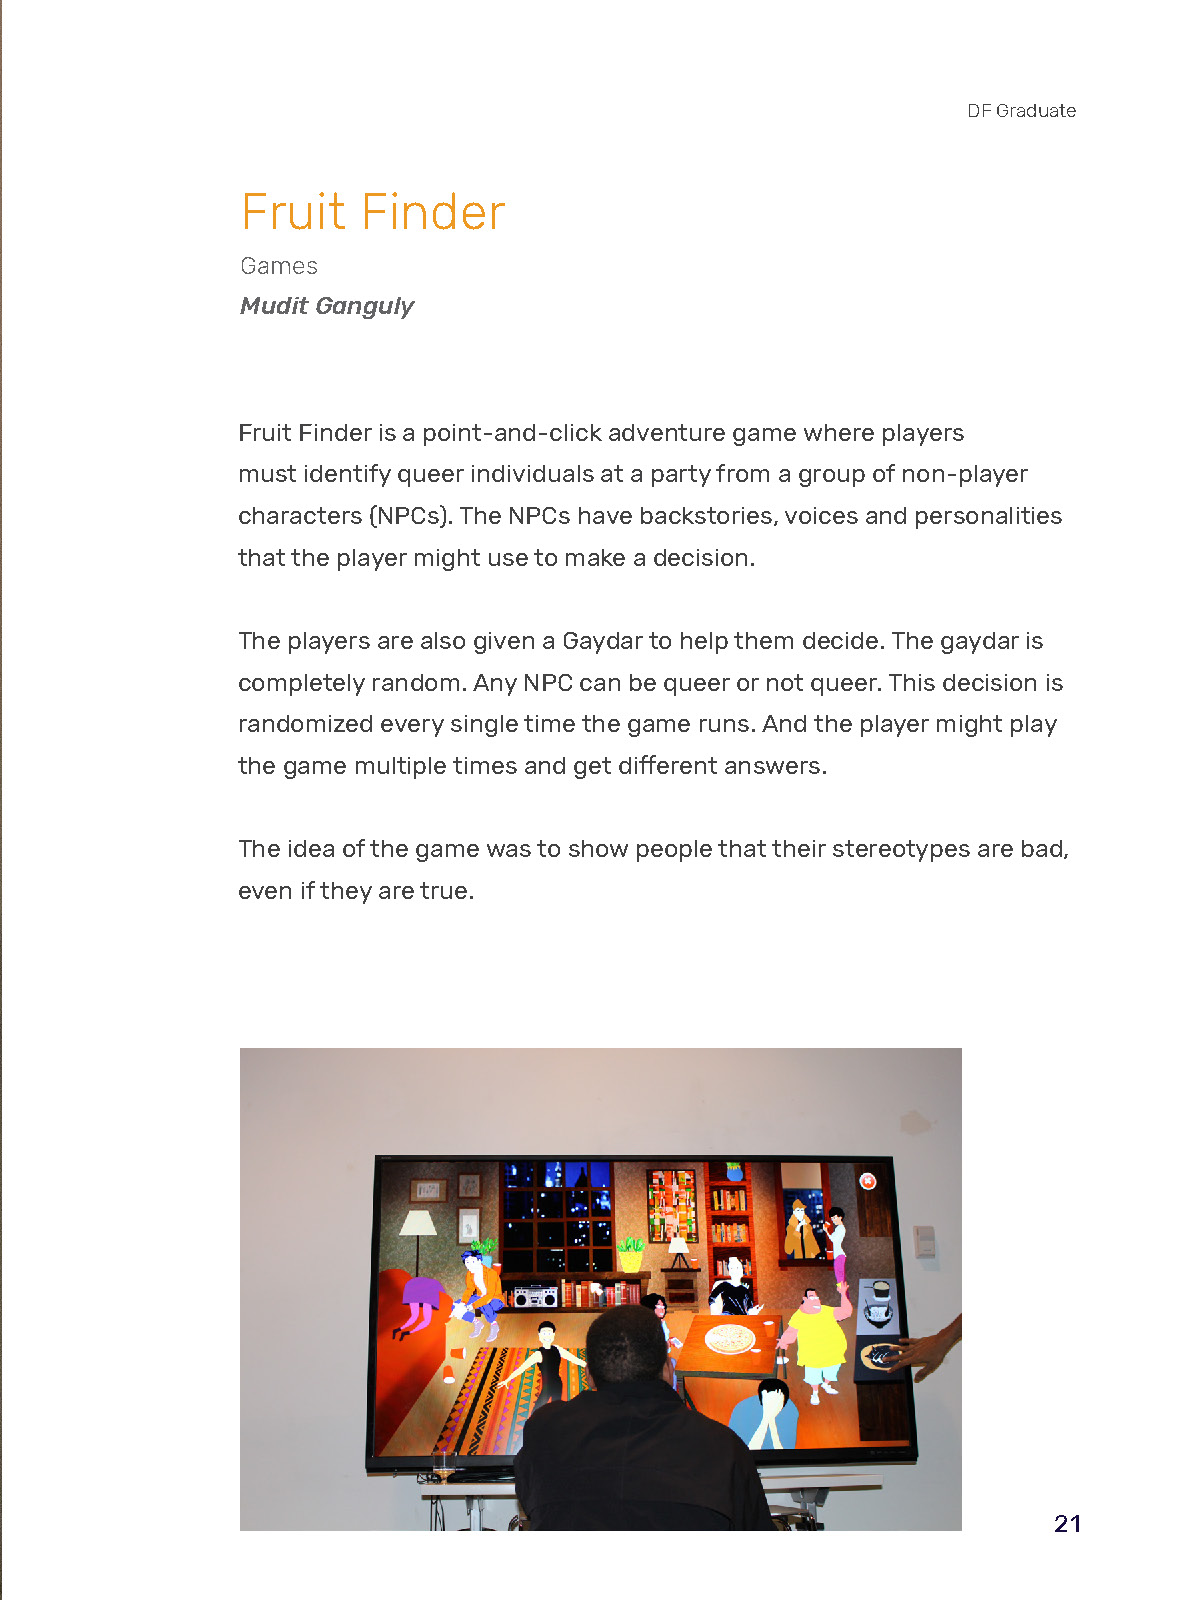 DF Graduate
Fruit Finder
Games
Mudit Ganguly
Fruit Finder is a point-and-click adventure game where players
must identify queer individuals at a party from a group of non-player
characters (NPCs). The NPCs have backstories, voices and personalities
that the player might use to make a decision.
The players are also given a Gaydar to help them decide. The gaydar is
completely random. Any NPC can be queer or not queer. This decision is
randomized every single time the game runs. And the player might play
the game multiple times and get different answers.
The idea of the game was to show people that their stereotypes are bad,
even if they are true.
21